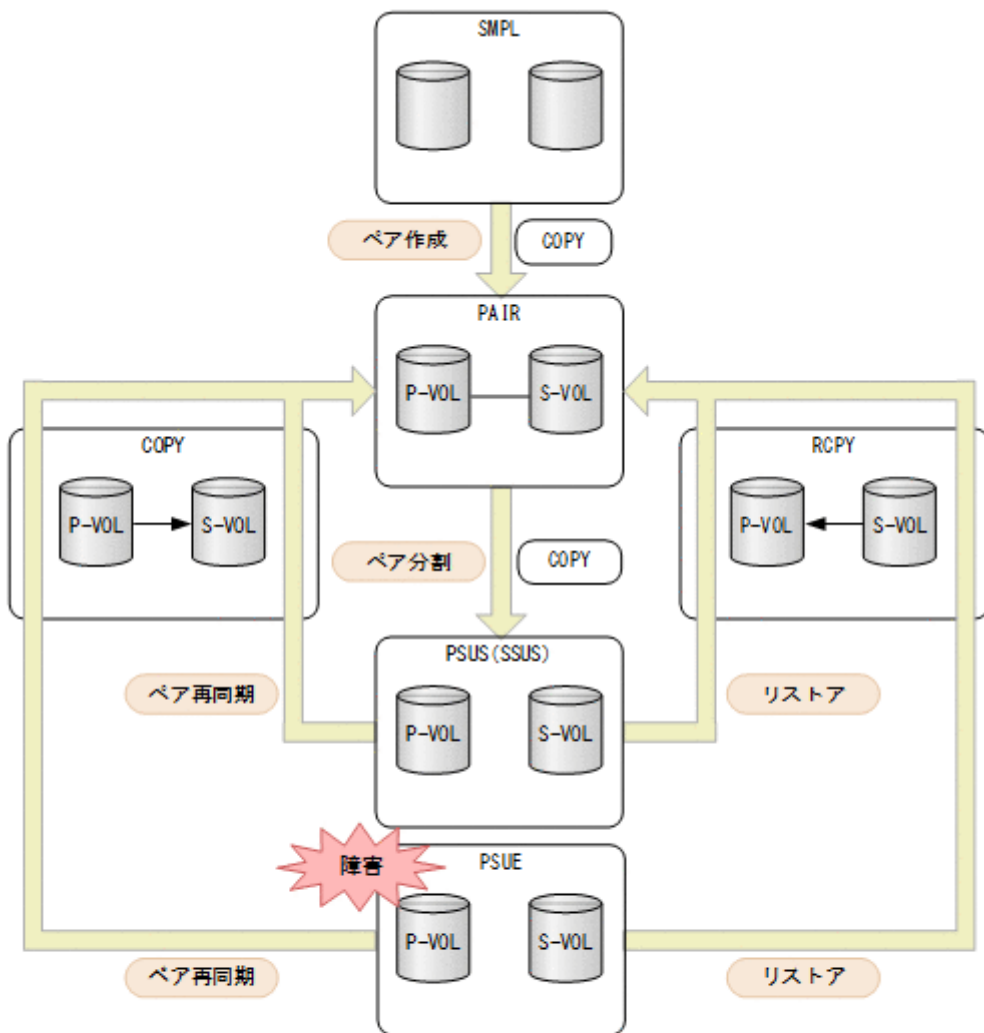 SMPL
ペア作成
COPY
PAIR
P-VOL
S-VOL
COPY
P-VOL
S-VOL
RCPY
P-VOL
S-VOL
ペア分割
COPY
PSUS(SSUS)
ペア再同期
P-VOL
S-VOL
リストア
障害
PSUE
P-VOL
S-VOL
ペア再同期
リストア